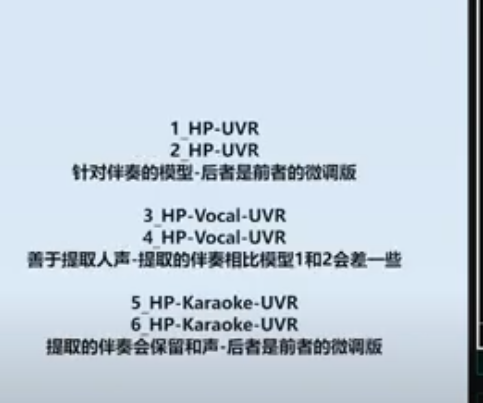 1_HP-UVR
2_HP-UVR
针对伴奏的模型-后者是前者的微调版
3_HP-Vocal-UVR
4_HP-Vocal-UVR
善于提取人声-提取的伴奏相比模型1和2会差一些
5_HP-Karaoke-UVR
6_HP-Karaoke-UVR
提取的伴奏会保留和声-后者是前者的微调版